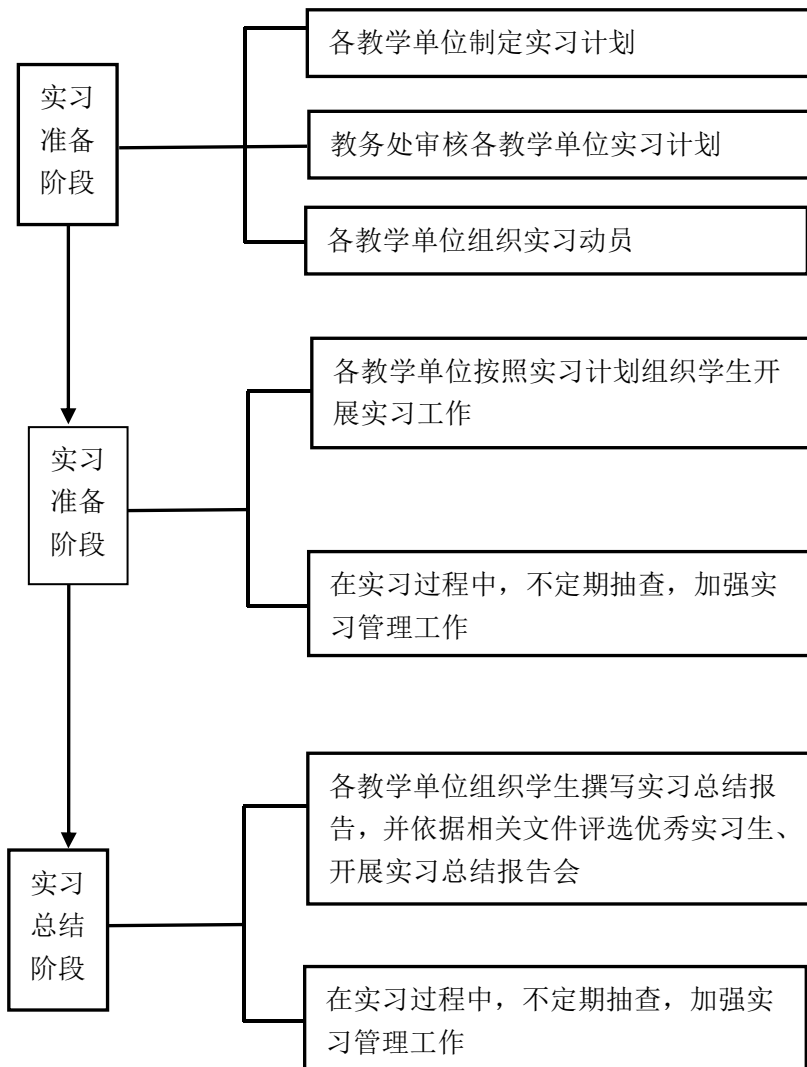 实习
准备
阶段
各教学单位制定实习计划
教务处审核各教学单位实习计划
各教学单位组织实习动员
实习
准备
阶段
各教学单位按照实习计划组织学生开
展实习工作
在实习过程中，不定期抽查，加强实
习管理工作
实习
总结
阶段
各教学单位组织学生撰写实习总结报
告，并依据相关文件评选优秀实习生、
开展实习总结报告会
在实习过程中，不定期抽查，加强实
习管理工作